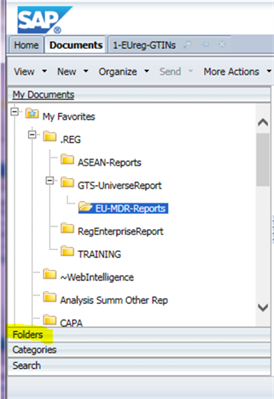 SAP
Home Documents 1-EUreg-GTINs
View New Organize Send More Actions
My Documents
My Favorites
.REG
ASEAN-Reports
GTS-UniverseReport
EU-MDR-Reports
RegEnterpriseReport
TRAINING
~WebIntelligence
Analysis Summ Other Rep
CAPA
Folders
Categories
Search